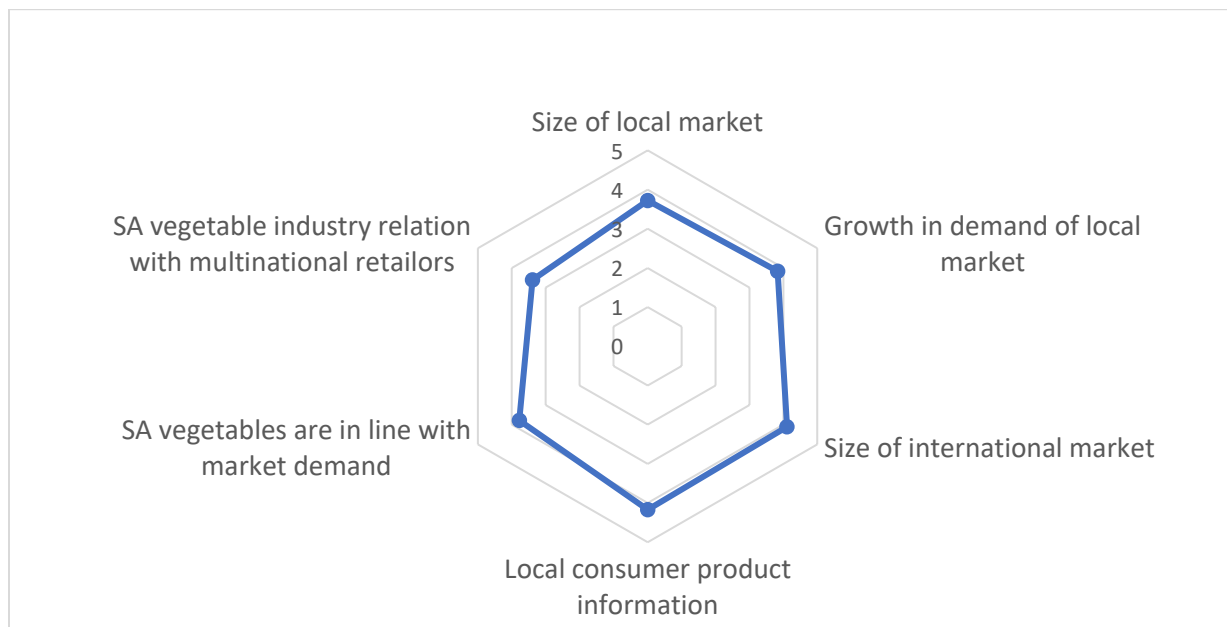 Size of local market
5
4
3
2
1
0
Growth in demand of local
market
Size of international market
Local consumer product
information
SA vegetables are in line with
market demand
SA vegetable industry relation
with multinational retailors